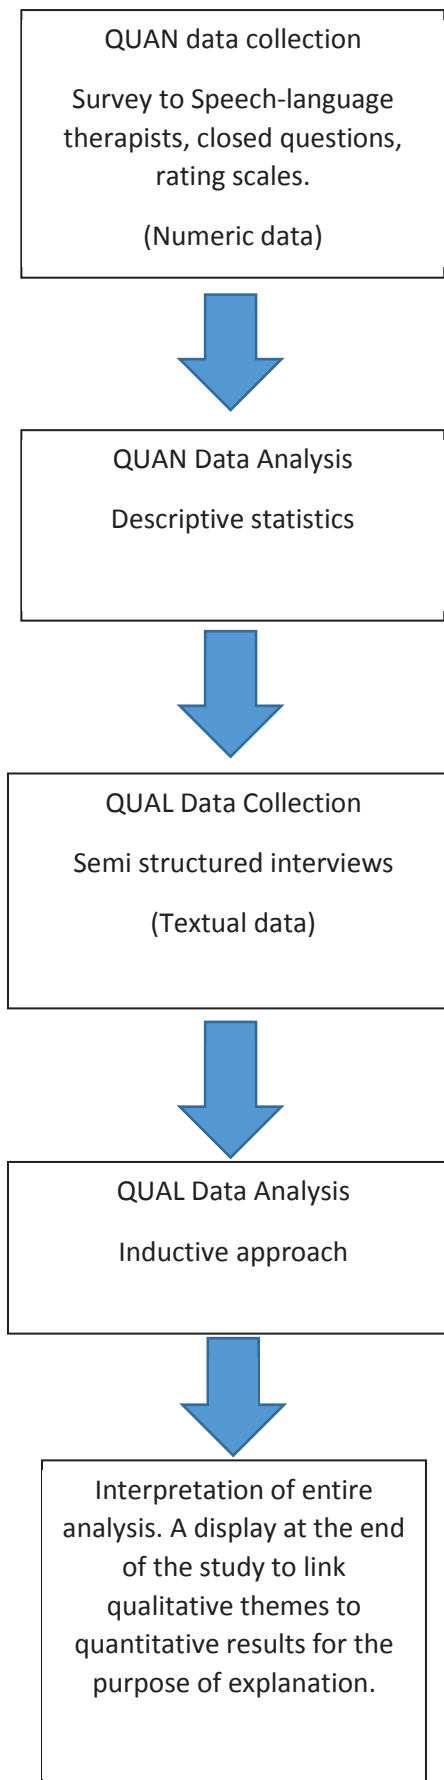 QUAN data collection
Survey to Speech-language
therapists, closed questions,
rating scales.
(Numeric data)
QUAN Data Analysis
Descriptive statistics
QUAL Data Collection
Semi structured interviews
(Textual data)
QUAL Data Analysis
Inductive approach
Interpretation of entire
analysis. A display at the end
of the study to link
qualitative themes to
quantitative results for the
purpose of explanation.